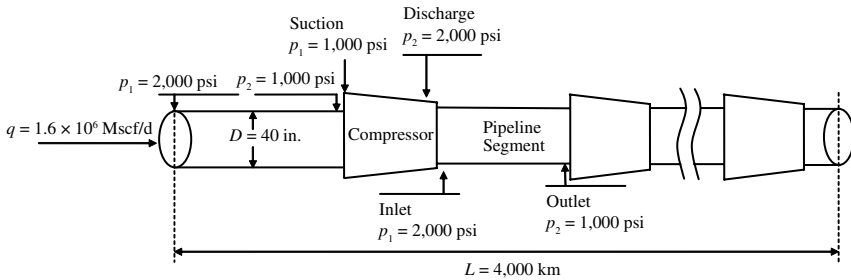 Discharge
p₂ = 2,000 psi
Suction
p₁ = 1,000 psi
p₁ = 2,000 psi
p₂ = 1,000 psi
q = 1.6 × 10⁶ Mscf/d
D = 40 in.
Compressor
Pipeline
Segment
Inlet
p₁ = 2,000 psi
Outlet
p₂ = 1,000 psi
L = 4,000 km